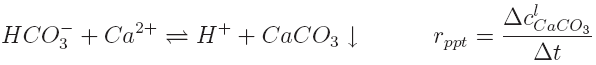 $HCO_3^- + Ca^{2+} \rightleftharpoons H^+ + CaCO_3 \downarrow \qquad r_{ppt} = \frac{\Delta c^l_{CaCO_3}}{\Delta t}$